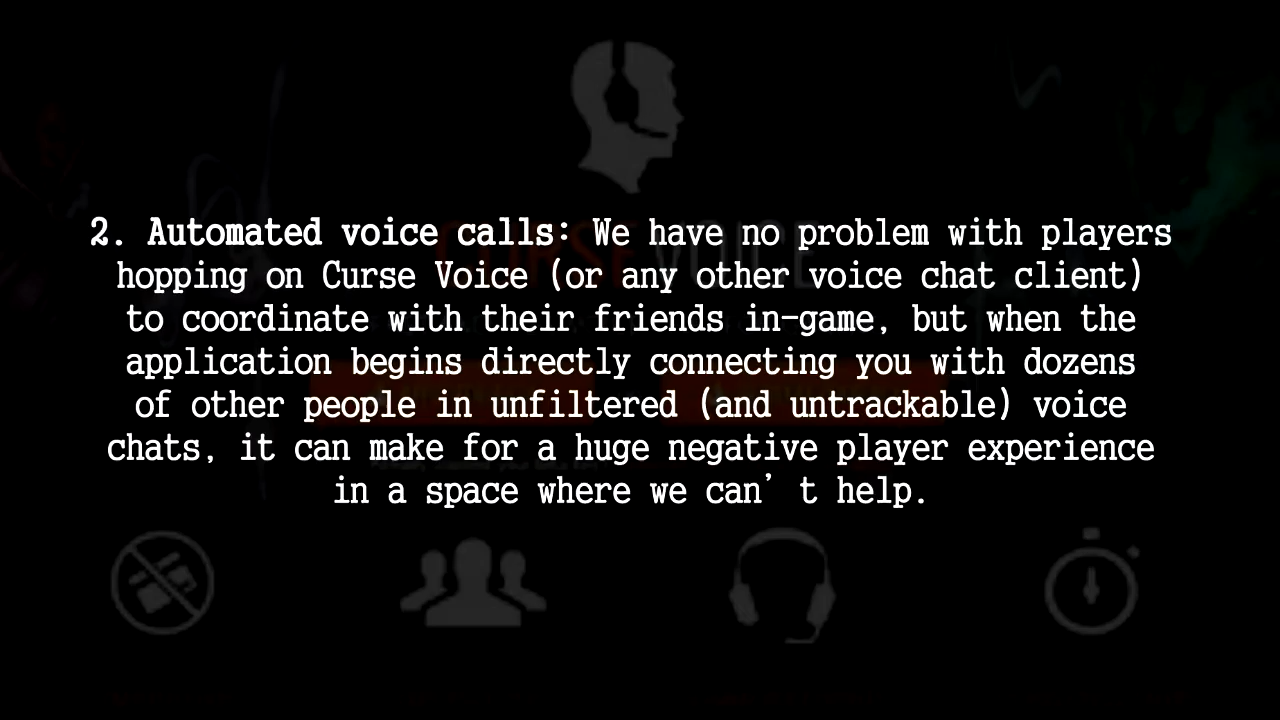 2. Automated voice calls: We have no problem with players
hopping on Curse Voice (or any other voice chat client)
to coordinate with their friends in-game, but when the
application begins directly connecting you with dozens
of other people in unfiltered (and untrackable) voice
chats, it can make for a huge negative player experience
in a space where we can’t help.
CURSE VOICE